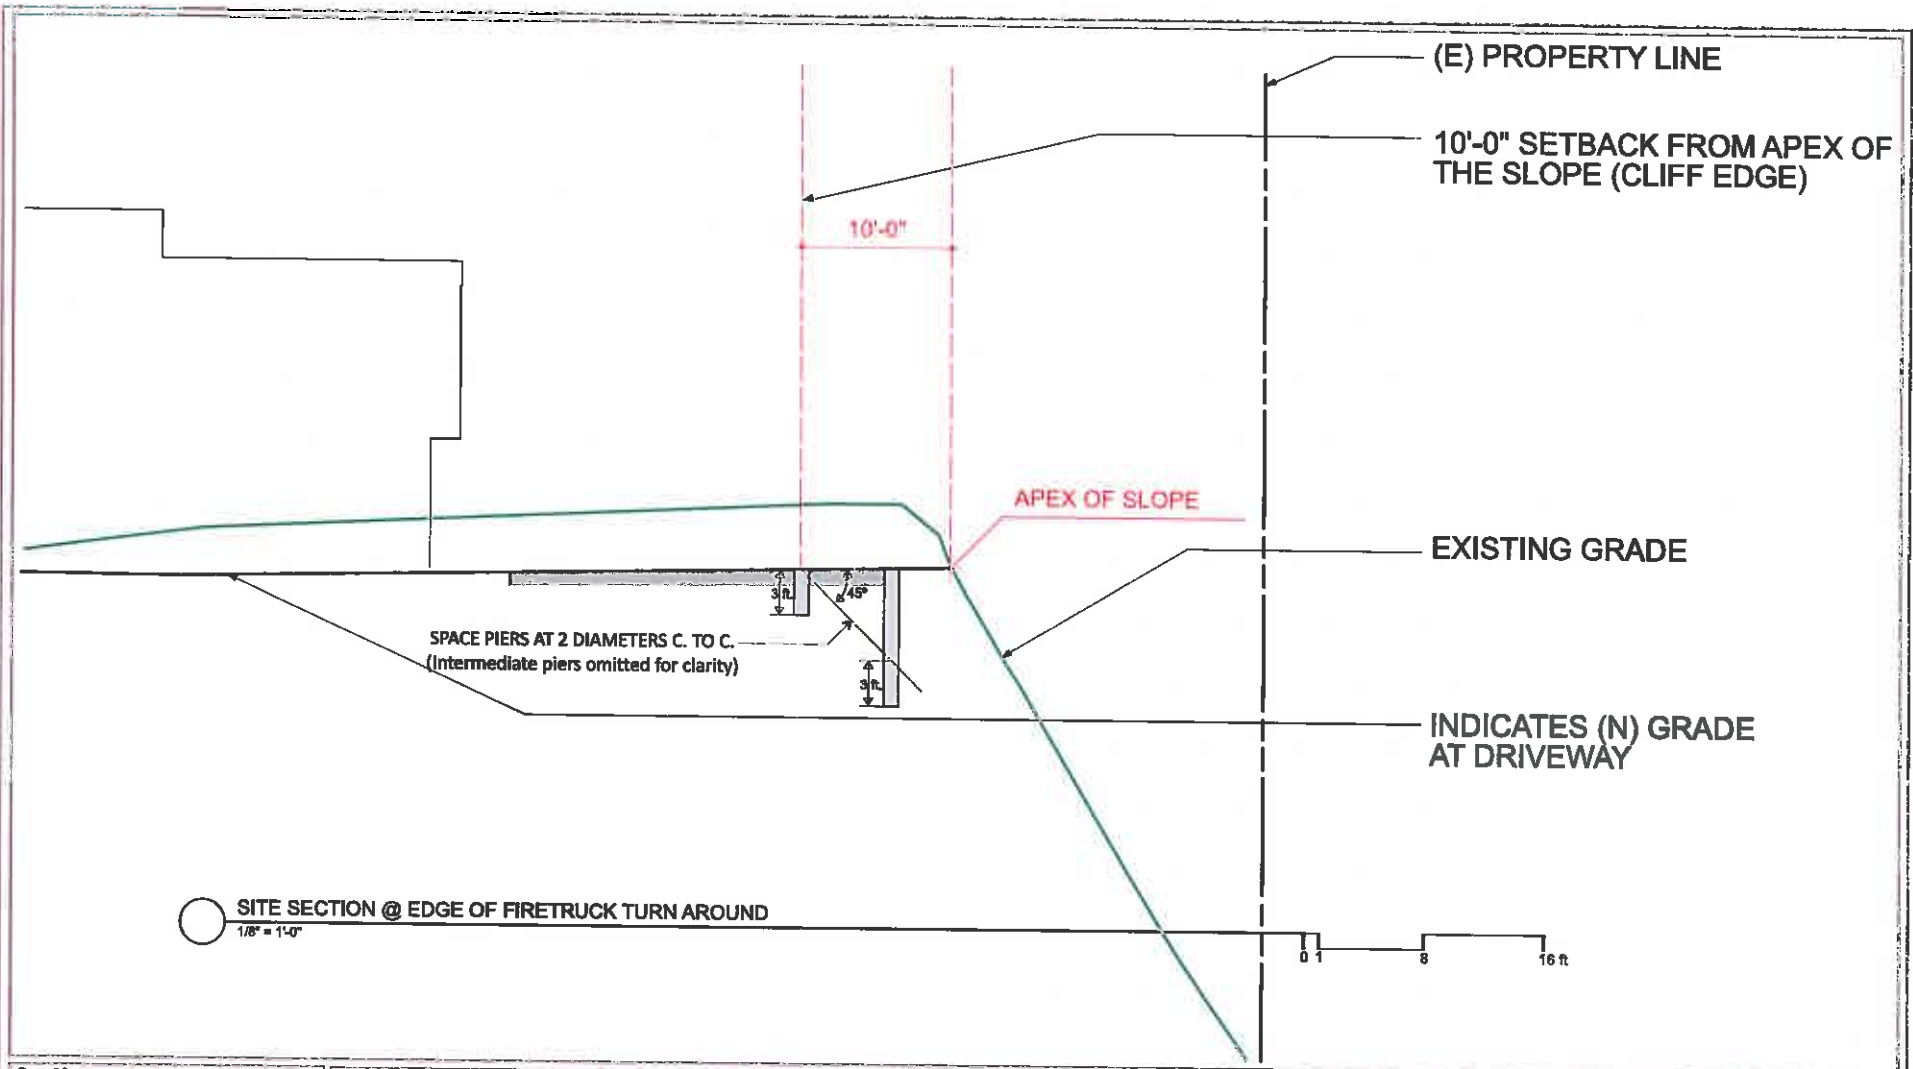 (E) PROPERTY LINE
10'-0" SETBACK FROM APEX OF
THE SLOPE (CLIFF EDGE)
10'-0"
APEX OF SLOPE
EXISTING GRADE
3 ft.
45°
SPACE PIERS AT 2 DIAMETERS C. TO C.
(Intermediate piers omitted for clarity)
3 ft.
INDICATES (N) GRADE
AT DRIVEWAY
SITE SECTION @ EDGE OF FIRETRUCK TURN AROUND
1/8" = 1'-0"
0 1 8 16 ft